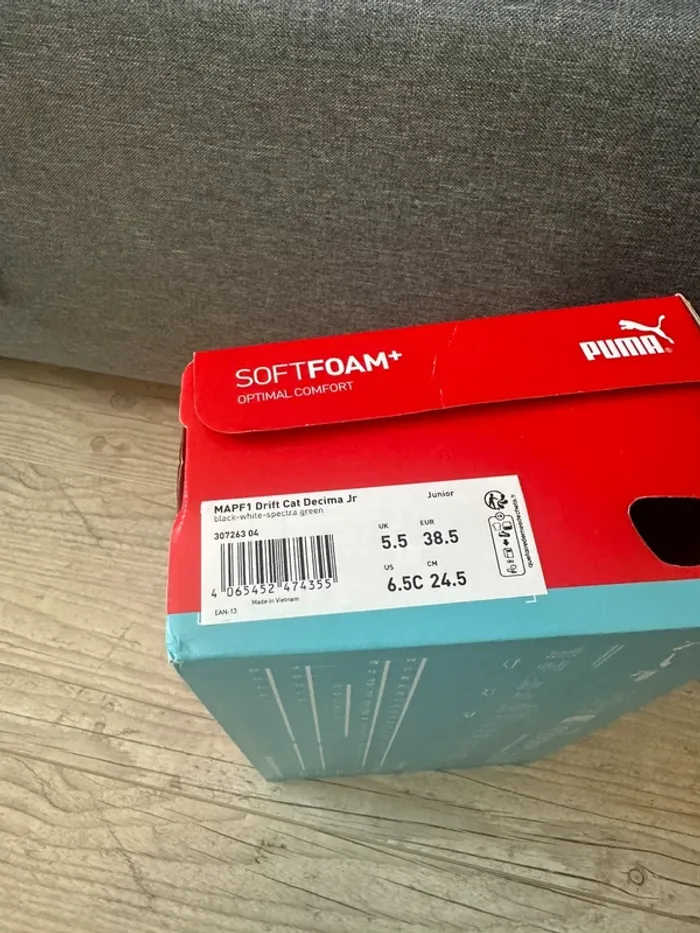 SOFTFOAM+
OPTIMAL COMFORT
PUMA
MAPF1 Drift Cat Decima Jr
black-white-spectra green
Junior
307263 04
4 065452 474355
EAN-13
Made in Vietnam
UK
5.5
EUR
38.5
US
6.5C
CM
24.5